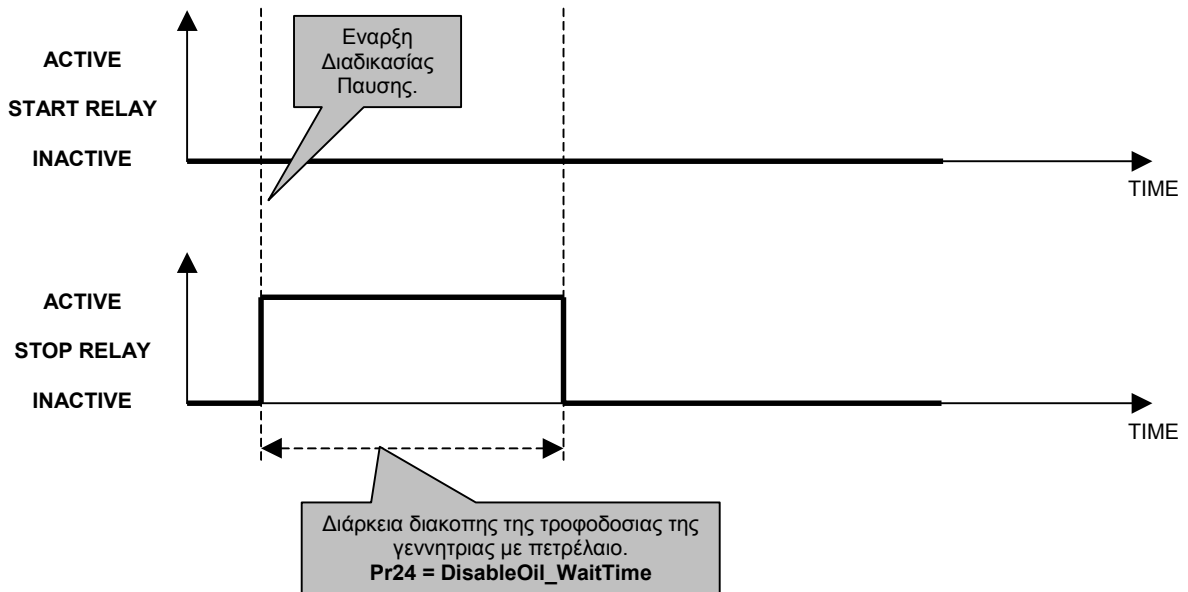 Εναρξη
Διαδικασίας
Παυσης.
ACTIVE
START RELAY
INACTIVE
TIME
ACTIVE
STOP RELAY
INACTIVE
TIME
Διάρκεια διακοπης της τροφοδοσιας της
γεννητριας με πετρέλαιο.
Pr24 = DisableOil_WaitTime